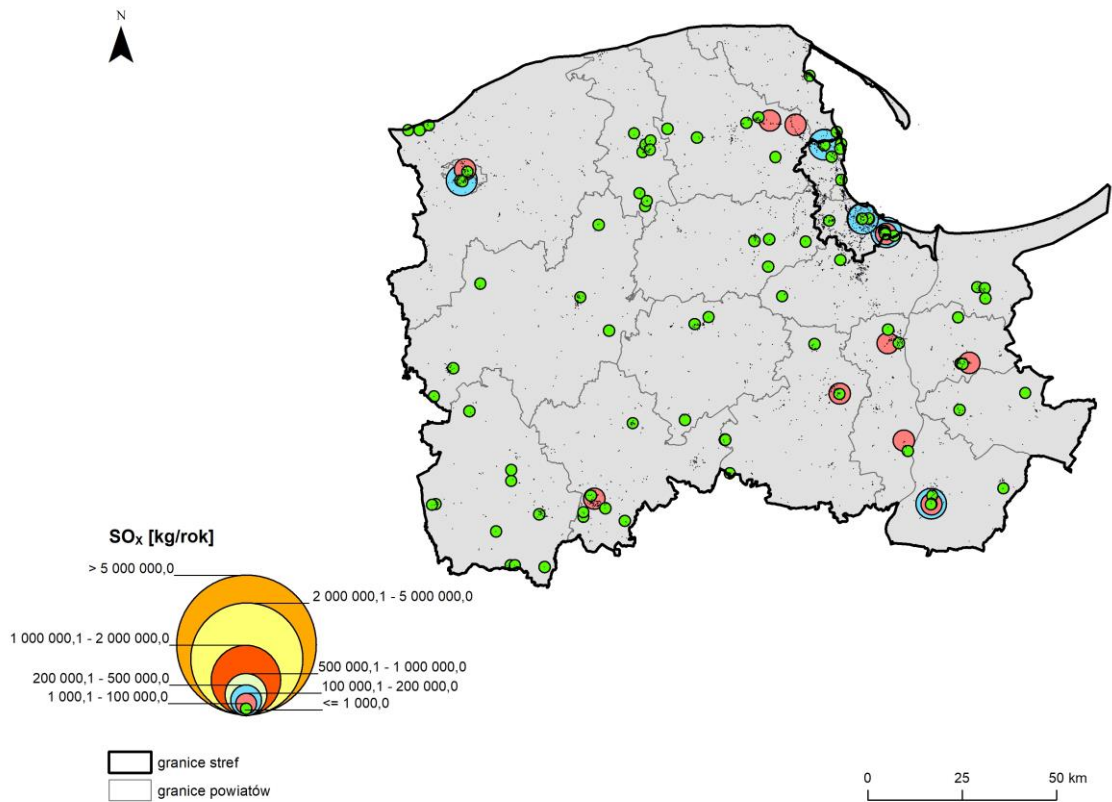 N
SOx [kg/rok]
> 5 000 000,0
2 000 000,1 - 5 000 000,0
1 000 000,1 - 2 000 000,0
500 000,1 - 1 000 000,0
200 000,1 - 500 000,0
100 000,1 - 200 000,0
1 000,1 - 100 000,0
<= 1 000,0
granice stref
granice powiatów
0 25 50 km